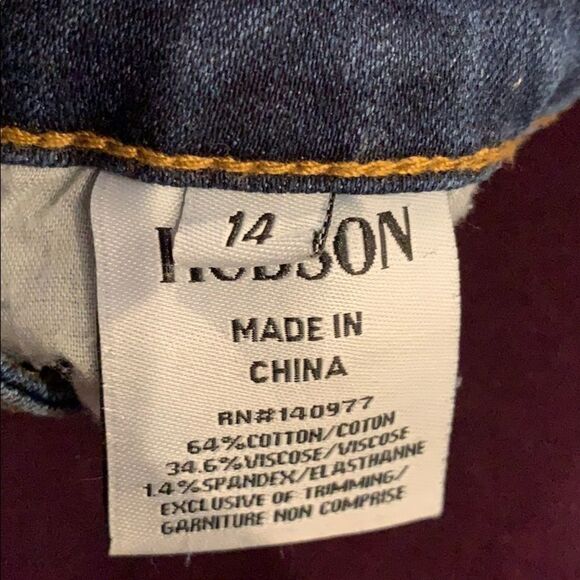 14
HUDSON
MADE IN
CHINA
RN#140977
64%COTTON/COTON
34.6%VISCOSE/VISCOSE
1.4%SPANDEX/ELASTHANNE
EXCLUSIVE OF TRIMMING/
GARNITURE NON COMPRISE